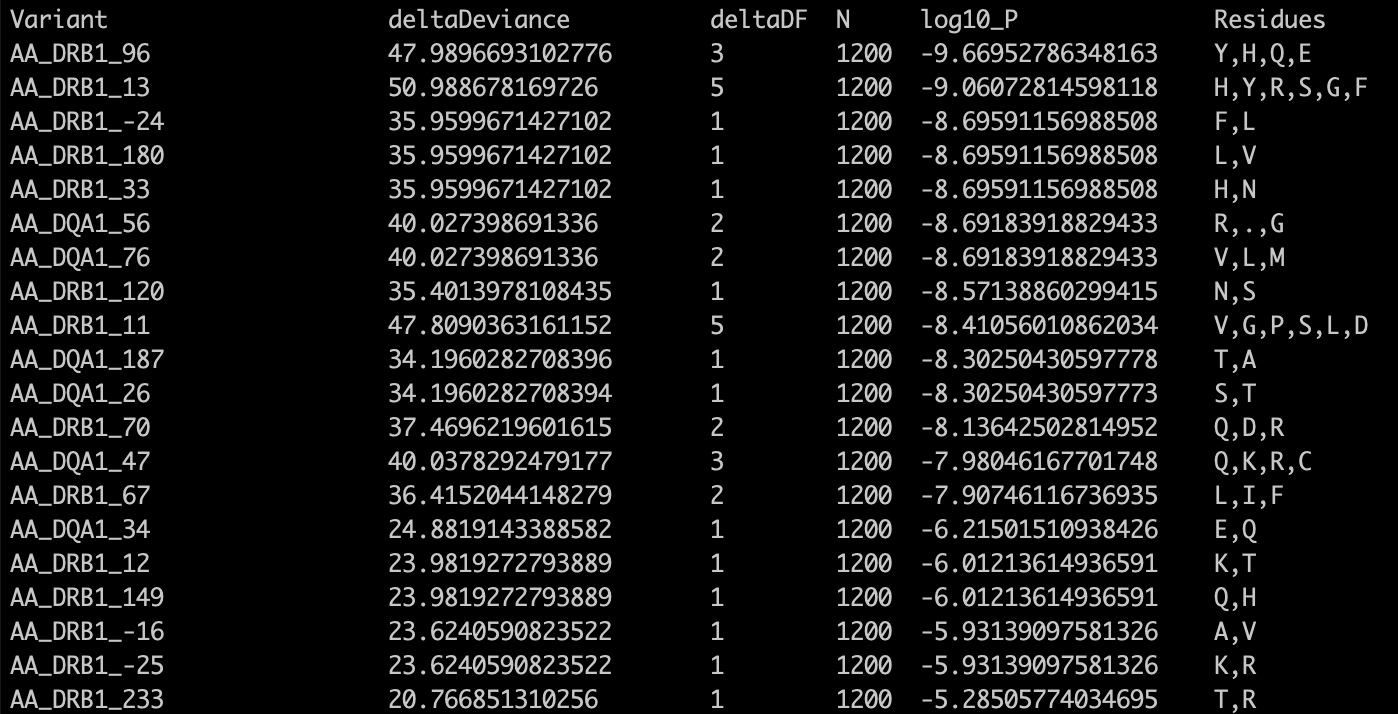 Variant deltaDeviance deltaDF N log10_P Residues
AA_DRB1_96 47.9896693102776 3 1200 -9.66952786348163 Y,H,Q,E
AA_DRB1_13 50.988678169726 5 1200 -9.06072814598118 H,Y,R,S,G,F
AA_DRB1_-24 35.9599671427102 1 1200 -8.69591156988508 F,L
AA_DRB1_180 35.9599671427102 1 1200 -8.69591156988508 L,V
AA_DRB1_33 35.9599671427102 1 1200 -8.69591156988508 H,N
AA_DQA1_56 40.027398691336 2 1200 -8.69183918829433 R,.,G
AA_DQA1_76 40.027398691336 2 1200 -8.69183918829433 V,L,M
AA_DRB1_120 35.4013978108435 1 1200 -8.57138860299415 N,S
AA_DRB1_11 47.8090363161152 5 1200 -8.41056010862034 V,G,P,S,L,D
AA_DQA1_187 34.1960282708396 1 1200 -8.30250430597778 T,A
AA_DQA1_26 34.1960282708394 1 1200 -8.30250430597773 S,T
AA_DRB1_70 37.4696219601615 2 1200 -8.13642502814952 Q,D,R
AA_DQA1_47 40.0378292479177 3 1200 -7.98046167701748 Q,K,R,C
AA_DRB1_67 36.4152044148279 2 1200 -7.90746116736935 L,I,F
AA_DQA1_34 24.8819143388582 1 1200 -6.21501510938426 E,Q
AA_DRB1_12 23.9819272793889 1 1200 -6.01213614936591 K,T
AA_DRB1_149 23.9819272793889 1 1200 -6.01213614936591 Q,H
AA_DRB1_-16 23.6240590823522 1 1200 -5.93139097581326 A,V
AA_DRB1_-25 23.6240590823522 1 1200 -5.93139097581326 K,R
AA_DRB1_233 20.766851310256 1 1200 -5.28505774034695 T,R